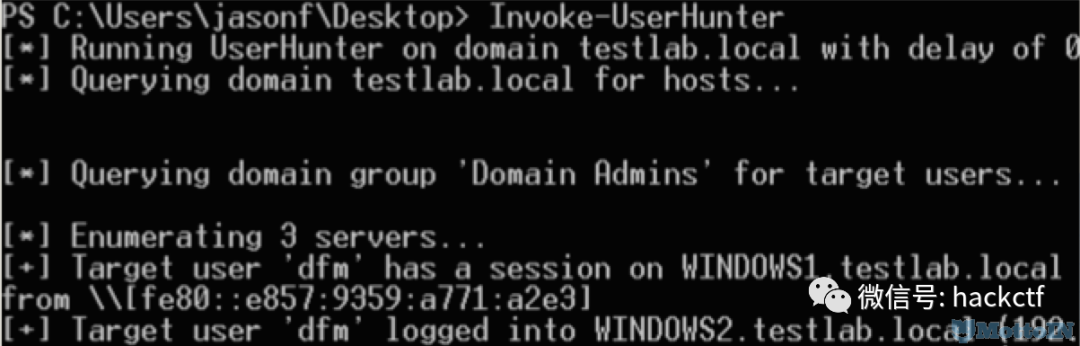 PS C:\Users\jasonf\Desktop> Invoke-UserHunter
[*] Running UserHunter on domain testlab.local with delay of 0
[*] Querying domain testlab.local for hosts...
[*] Querying domain group 'Domain Admins' for target users...
[*] Enumerating 3 servers...
[+] Target user 'dfm' has a session on WINDOWS1.testlab.local
from \\[fe80::e857:9359:a771:a2e3]
微信号: hackctf
[+] Target user 'dfm' logged into WINDOWS2.testlab.local (192.